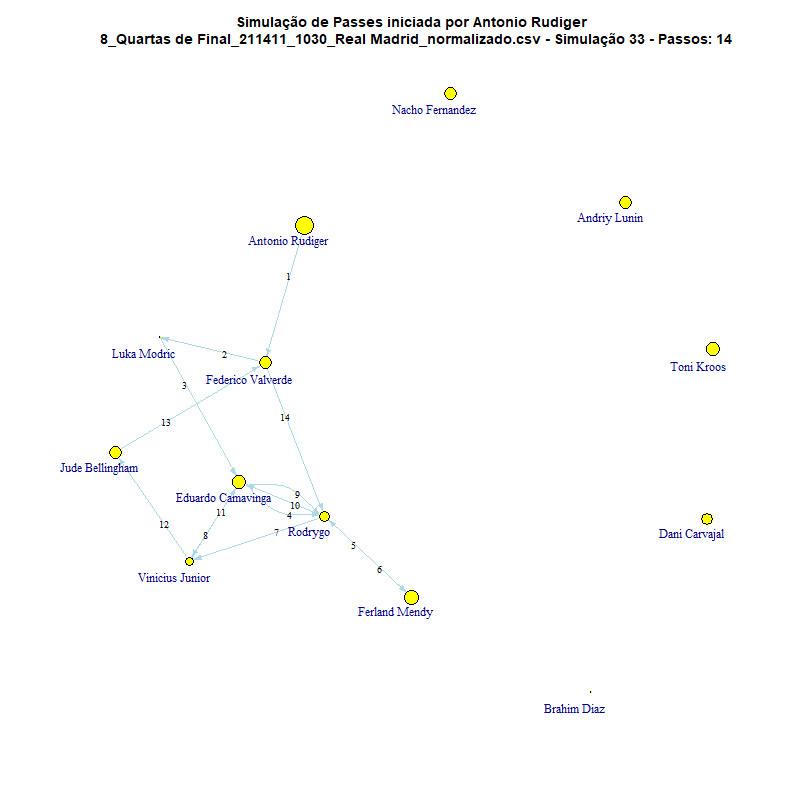 Simulação de Passes iniciada por Antonio Rudiger
8_Quartas de Final_211411_1030_Real Madrid_normalizado.csv - Simulação 33 - Passos: 14
Nacho Fernandez
Andriy Lunin
Antonio Rudiger
1
Luka Modric
2
Toni Kroos
Federico Valverde
3
14
13
Jude Bellingham
Eduardo Camavinga
9
10
11
4
12
8
7
Rodrygo
Dani Carvajal
5
6
Vinicius Junior
Ferland Mendy
Brahim Diaz